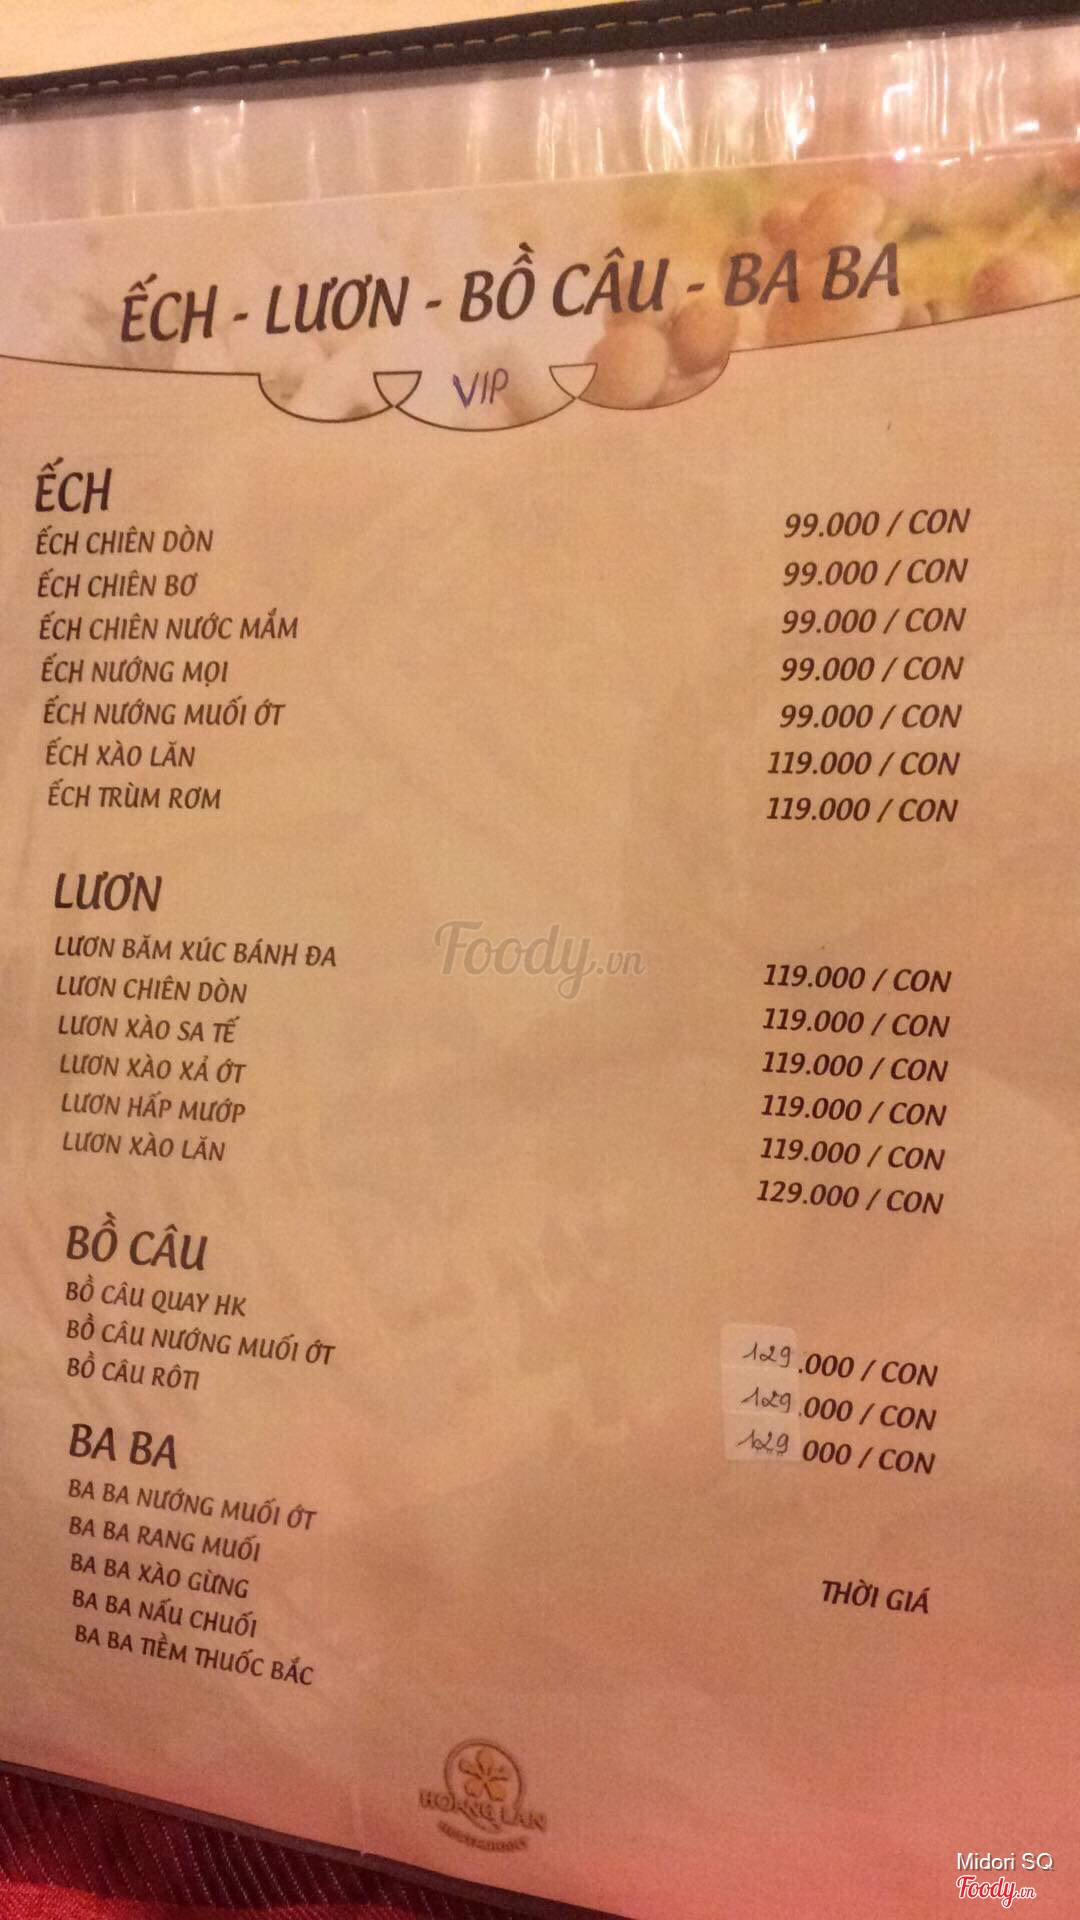 ẾCH - LƯƠN - BỒ CÂU - BA BA
VIP
ẾCH
ẾCH CHIÊN DÒN 99.000 / CON
ẾCH CHIÊN BƠ 99.000 / CON
ẾCH CHIÊN NƯỚC MẮM 99.000 / CON
ẾCH NƯỚNG MỌI 99.000 / CON
ẾCH NƯỚNG MUỐI ỚT 99.000 / CON
ẾCH XÀO LĂN 119.000 / CON
ẾCH TRÙM RƠM 119.000 / CON
LƯƠN
Foody.vn
LƯƠN BĂM XÚC BÁNH ĐA 119.000 / CON
LƯƠN CHIÊN DÒN 119.000 / CON
LƯƠN XÀO SA TẾ 119.000 / CON
LƯƠN XÀO XẢ ỚT 119.000 / CON
LƯƠN HẤP MƯỚP 119.000 / CON
LƯƠN XÀO LĂN 129.000 / CON
BỒ CÂU
BỒ CÂU QUAY HK 129.000 / CON
BỒ CÂU NƯỚNG MUỐI ỚT 129.000 / CON
BỒ CÂU RÔTI 129 000 / CON
BA BA
BA BA NƯỚNG MUỐI ỚT
BA BA RANG MUỐI
BA BA XÀO GỪNG THỜI GIÁ
BA BA NẤU CHUỐI
BA BA TIỀM THUỐC BẮC
HOÀNG LAN
RESTAURANT
Midori SQ
Foody.vn